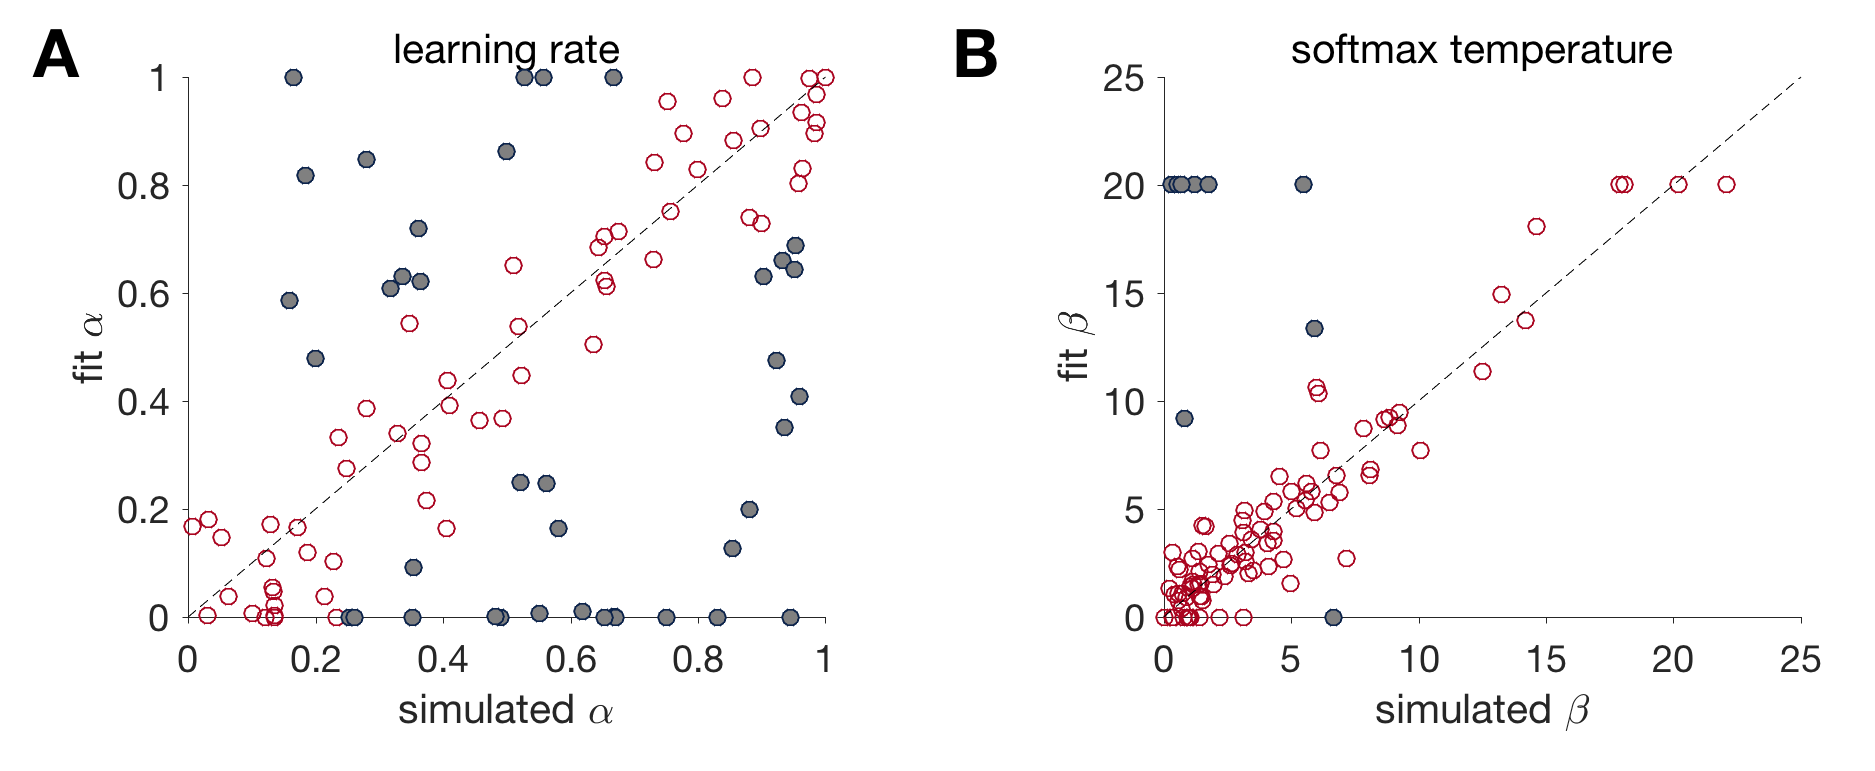 A
learning rate
1
0.8
0.6
0.4
0.2
0
fit α
0 0.2 0.4 0.6 0.8 1
simulated α
B
softmax temperature
25
20
15
10
5
0
fit β
0 5 10 15 20 25
simulated β